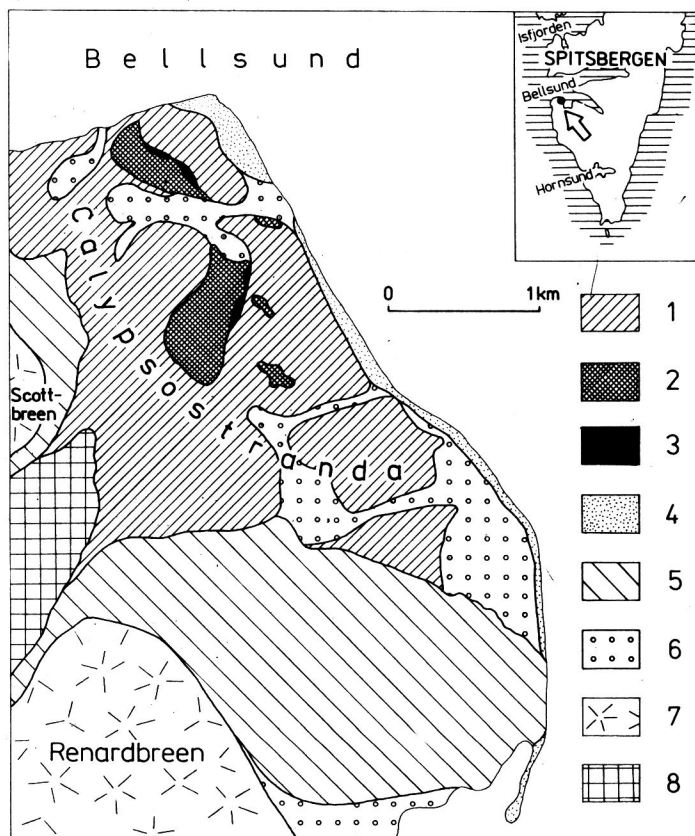 Bellsund
Isfjorden
SPITSBERGEN
Bellsund
Hornsund
Calypsostranda
0 1km
Scott-
breen
Renardbreen
1
2
3
4
5
6
7
8